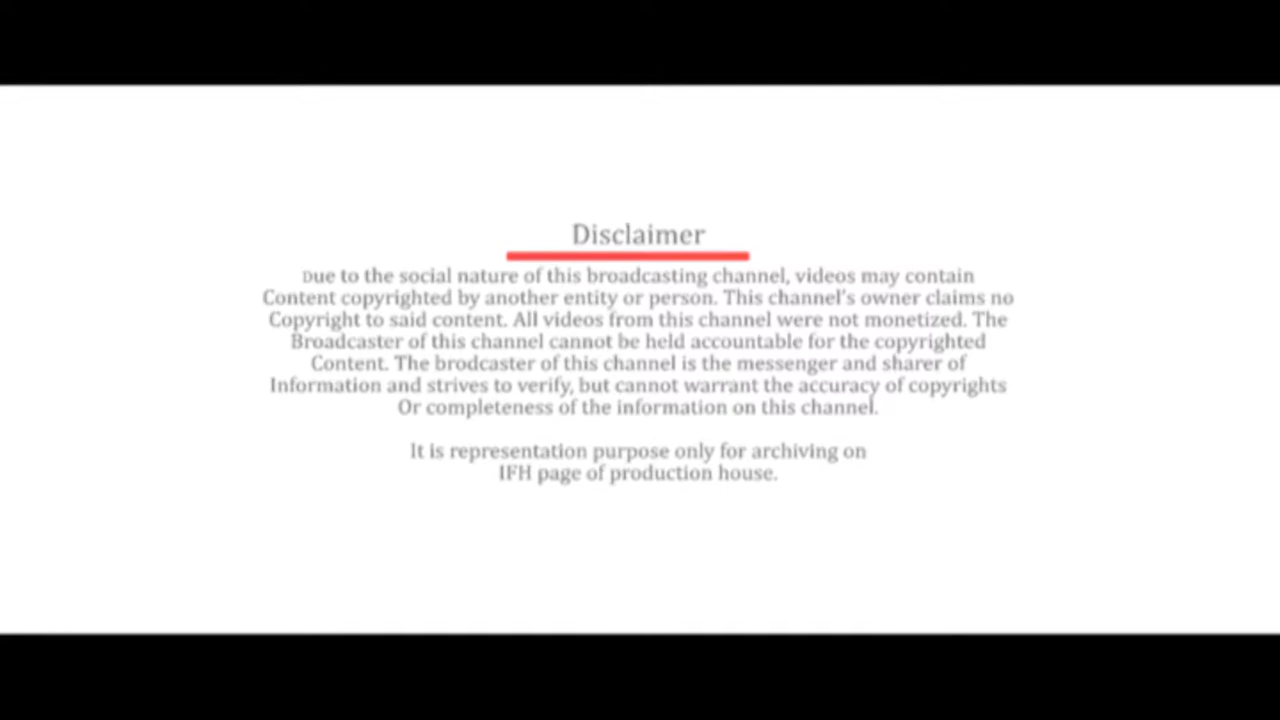 Disclaimer
Due to the social nature of this broadcasting channel, videos may contain
Content copyrighted by another entity or person. This channel's owner claims no
Copyright to said content. All videos from this channel were not monetized. The
Broadcaster of this channel cannot be held accountable for the copyrighted
Content. The brodcaster of this channel is the messenger and sharer of
Information and strives to verify, but cannot warrant the accuracy of copyrights
Or completeness of the information on this channel.
It is representation purpose only for archiving on
IFH page of production house.